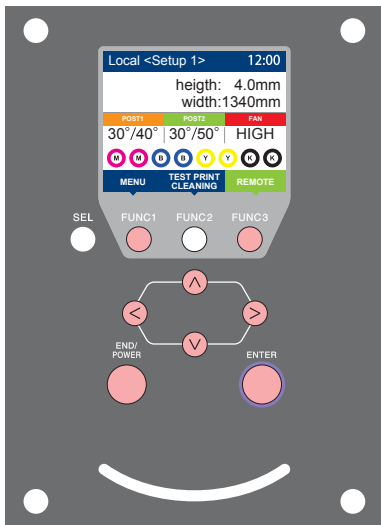 Local <Setup 1> 12:00
heigth: 4.0mm
width:1340mm
POST1 POST2 FAN
30°/40° 30°/50° HIGH
M M B B Y Y K K
MENU TEST PRINT CLEANING REMOTE
SEL FUNC1 FUNC2 FUNC3
END/
POWER
ENTER